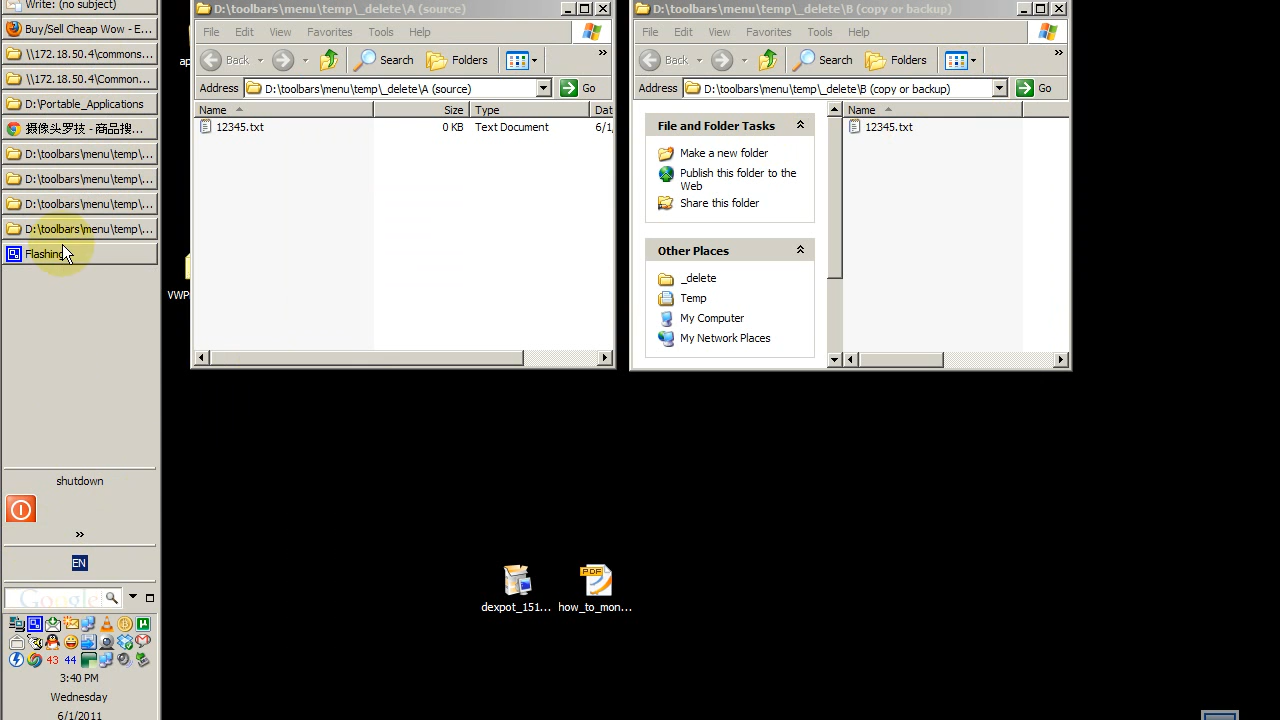 Write: (no subject)
Buy/Sell Cheap Wow - E...
\\172.18.50.4\commons...
\\172.18.50.4\Common...
D:\Portable_Applications
摄像头罗技 - 商品搜...
D:\toolbars\menu\temp\...
D:\toolbars\menu\temp\...
D:\toolbars\menu\temp\...
D:\toolbars\menu\temp\...
Flashing
shutdown
»
EN
Google
43 44
3:40 PM
Wednesday
6/1/2011
ap
VWP
D:\toolbars\menu\temp\_delete\A (source)
File Edit View Favorites Tools Help
Back Search Folders »
Address D:\toolbars\menu\temp\_delete\A (source) Go
Name Size Type Dat
12345.txt 0 KB Text Document 6/1,
D:\toolbars\menu\temp\_delete\B (copy or backup)
File Edit View Favorites Tools Help
Back Search Folders »
Address D:\toolbars\menu\temp\_delete\B (copy or backup) Go
File and Folder Tasks
Make a new folder
Publish this folder to the
Web
Share this folder
Other Places
_delete
Temp
My Computer
My Network Places
Name
12345.txt
PDF
dexpot_151... how_to_mon...